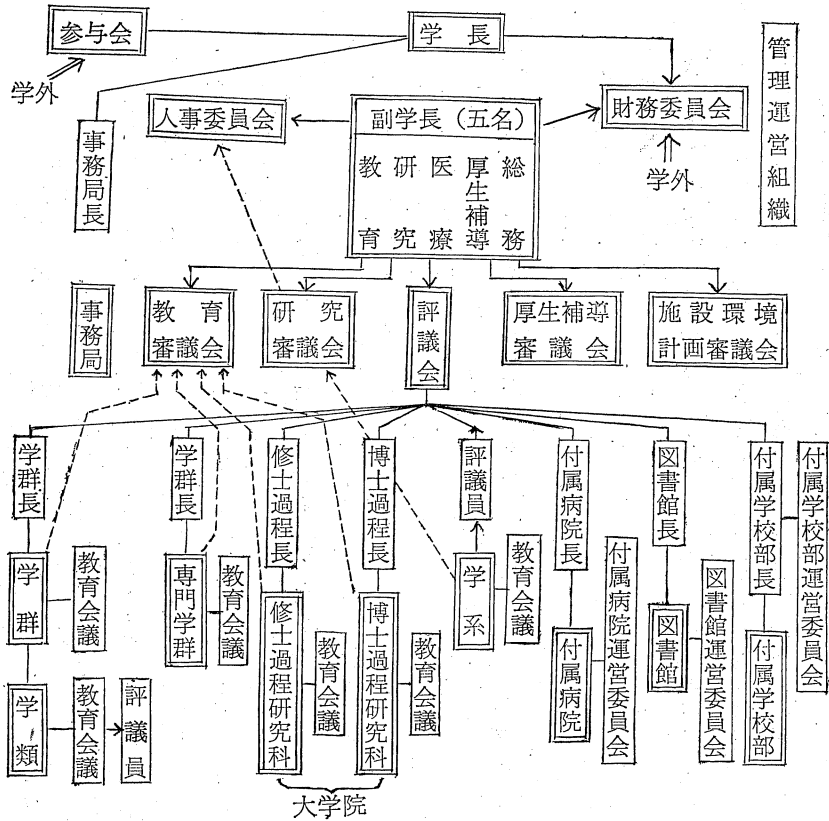 参与会
学長
管理運営組織
学外
人事委員会
副学長(五名)
財務委員会
学外
事務局長
教育
研究
医療
厚生補導
総務
事務局
教育
審議会
研究
審議会
評議会
厚生補導
審議会
施設環境
計画審議会
学群長
学群長
修士過程長
博士過程長
評議員
付属病院長
図書館長
付属学校部長
付属学校部運営委員会
学群
教育会議
専門学群
教育会議
修士過程研究科
教育会議
博士過程研究科
教育会議
学系
教育会議
付属病院
付属病院運営委員会
図書館
図書館運営委員会
付属学校部
学類
教育会議
評議員
大学院